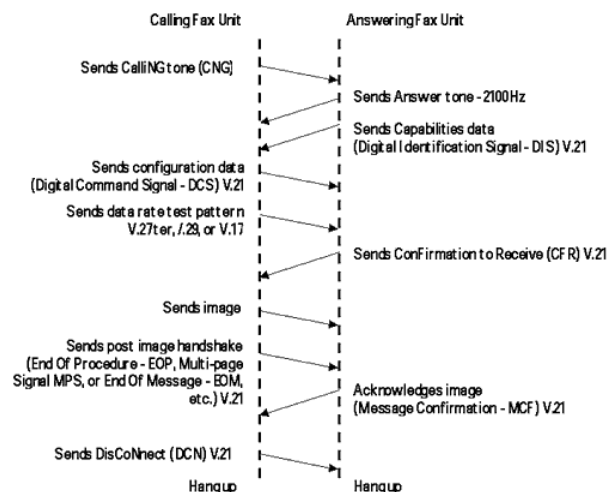 Calling Fax Unit
Answering Fax Unit
Sends CalliNG tone (CNG)
Sends Answer tone - 2100Hz
Sends Capabilities data
(Digital Identification Signal - DIS) V.21
Sends configuration data
(Digital Command Signal - DCS) V.21
Sends data rate test pattern
V.27ter, /.29, or V.17
Sends ConFirmation to Receive (CFR) V.21
Sends image
Sends post image handshake
(End Of Procedure - EOP, Multi-page
Signal MPS, or End Of Message - EOM,
etc.) V.21
Acknowledges image
(Message Confirmation - MCF) V.21
Sends DisCoNnect (DCN) V.21
Hang up
Hang up